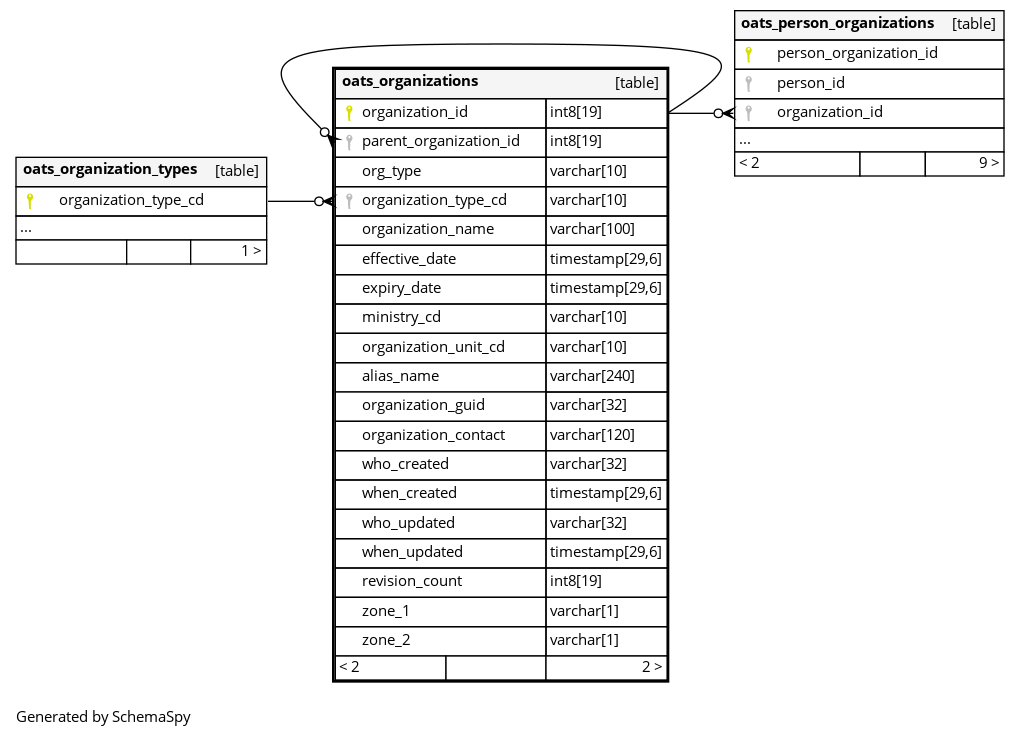 oats_person_organizations [table]
person_organization_id
person_id
organization_id
...
< 2 9 >
oats_organizations [table]
organization_id int8[19]
parent_organization_id int8[19]
org_type varchar[10]
organization_type_cd varchar[10]
organization_name varchar[100]
effective_date timestamp[29,6]
expiry_date timestamp[29,6]
ministry_cd varchar[10]
organization_unit_cd varchar[10]
alias_name varchar[240]
organization_guid varchar[32]
organization_contact varchar[120]
who_created varchar[32]
when_created timestamp[29,6]
who_updated varchar[32]
when_updated timestamp[29,6]
revision_count int8[19]
zone_1 varchar[1]
zone_2 varchar[1]
< 2 2 >
oats_organization_types [table]
organization_type_cd
...
1 >
Generated by SchemaSpy